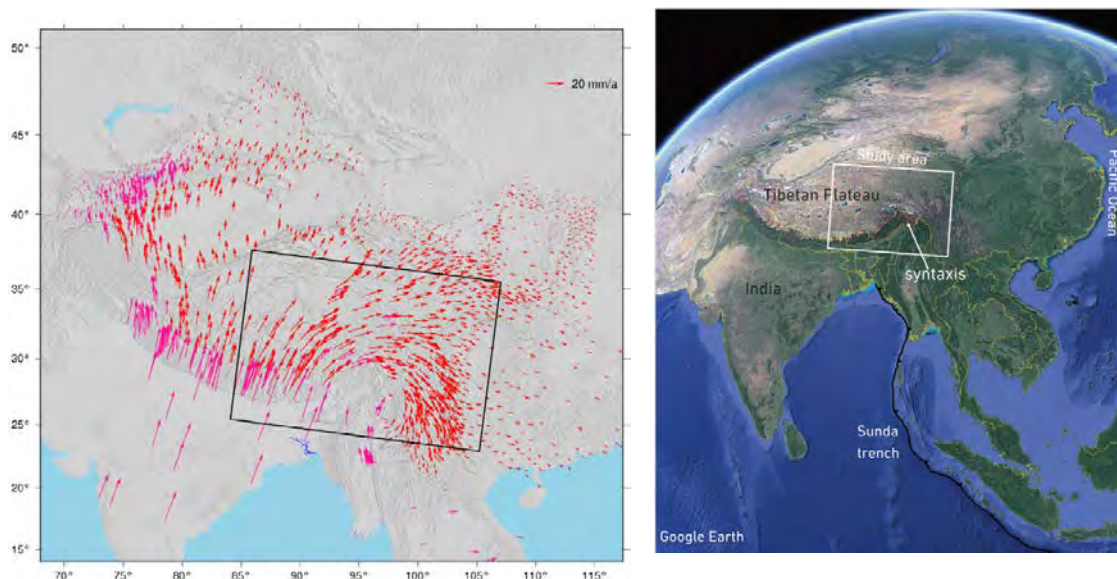 50°
45°
40°
35°
30°
25°
20°
15°
70° 75° 80° 85° 90° 95° 100° 105° 110° 115°
20 mm/a
Study area
Tibetan Plateau
syntaxis
India
Pacific Ocean
Sunda
trench
Google Earth